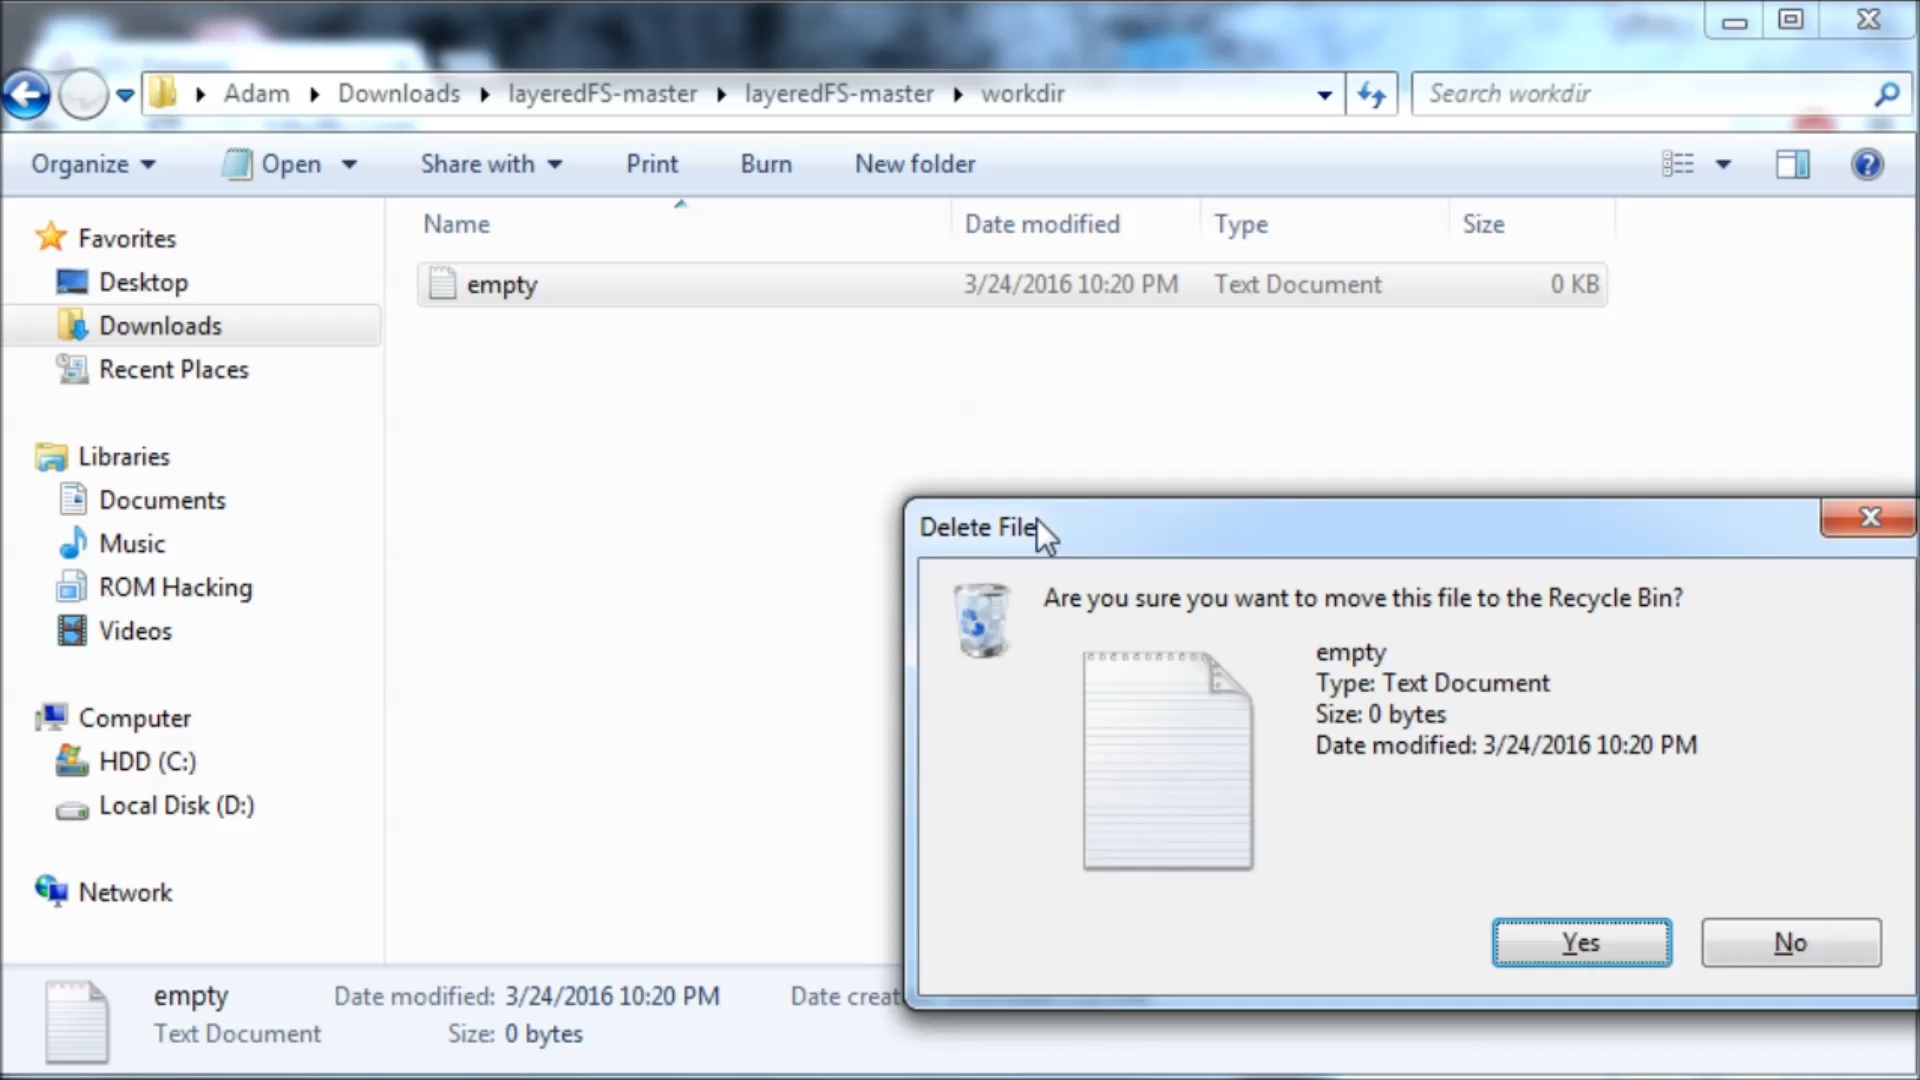 Adam Downloads layeredFS-master layeredFS-master workdir
Search workdir
Organize Open Share with Print Burn New folder
Name Date modified Type Size
empty 3/24/2016 10:20 PM Text Document 0 KB
Favorites
Desktop
Downloads
Recent Places
Libraries
Documents
Music
ROM Hacking
Videos
Computer
HDD (C:)
Local Disk (D:)
Network
Delete File
Are you sure you want to move this file to the Recycle Bin?
empty
Type: Text Document
Size: 0 bytes
Date modified: 3/24/2016 10:20 PM
Yes No
empty Date modified: 3/24/2016 10:20 PM Date creat
Text Document Size: 0 bytes